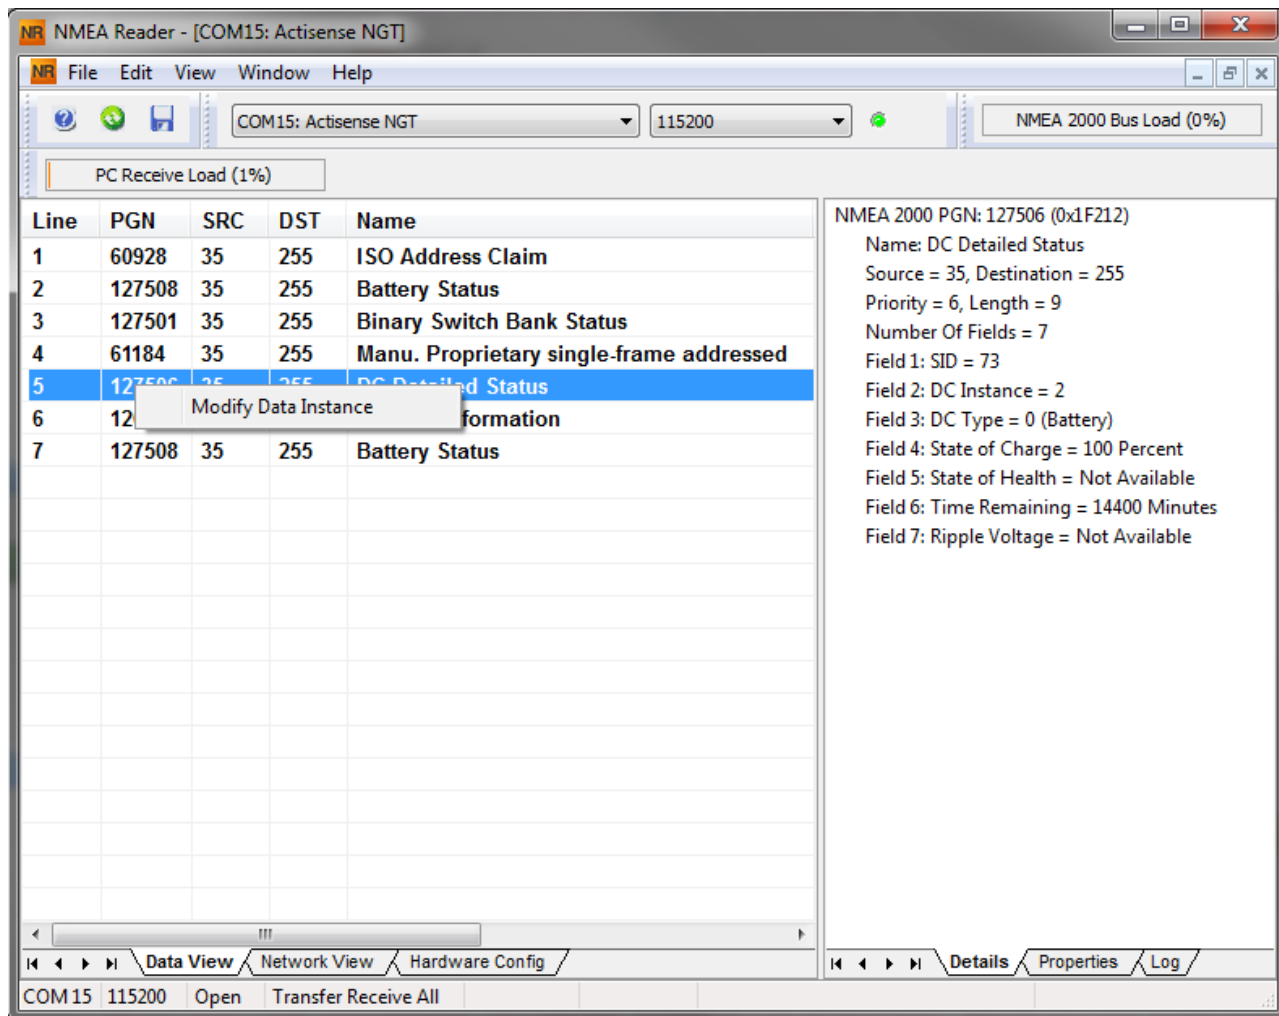 NR NMEA Reader - [COM15: Actisense NGT]
NR File Edit View Window Help
COM15: Actisense NGT 115200 NMEA 2000 Bus Load (0%)
PC Receive Load (1%)
Line PGN SRC DST Name
1 60928 35 255 ISO Address Claim
2 127508 35 255 Battery Status
3 127501 35 255 Binary Switch Bank Status
4 61184 35 255 Manu. Proprietary single-frame addressed
5 127506 35 255 DC Detailed Status
Modify Data Instance
6 12 formation
7 127508 35 255 Battery Status
NMEA 2000 PGN: 127506 (0x1F212)
Name: DC Detailed Status
Source = 35, Destination = 255
Priority = 6, Length = 9
Number Of Fields = 7
Field 1: SID = 73
Field 2: DC Instance = 2
Field 3: DC Type = 0 (Battery)
Field 4: State of Charge = 100 Percent
Field 5: State of Health = Not Available
Field 6: Time Remaining = 14400 Minutes
Field 7: Ripple Voltage = Not Available
Data View Network View Hardware Config
Details Properties Log
COM 15 115200 Open Transfer Receive All